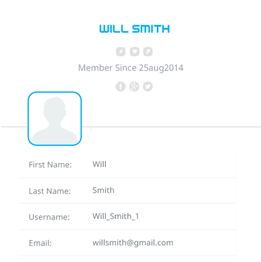 WILL SMITH
Member Since 25aug2014
First Name: Will
Last Name: Smith
Username: Will_Smith_1
Email: willsmith@gmail.com